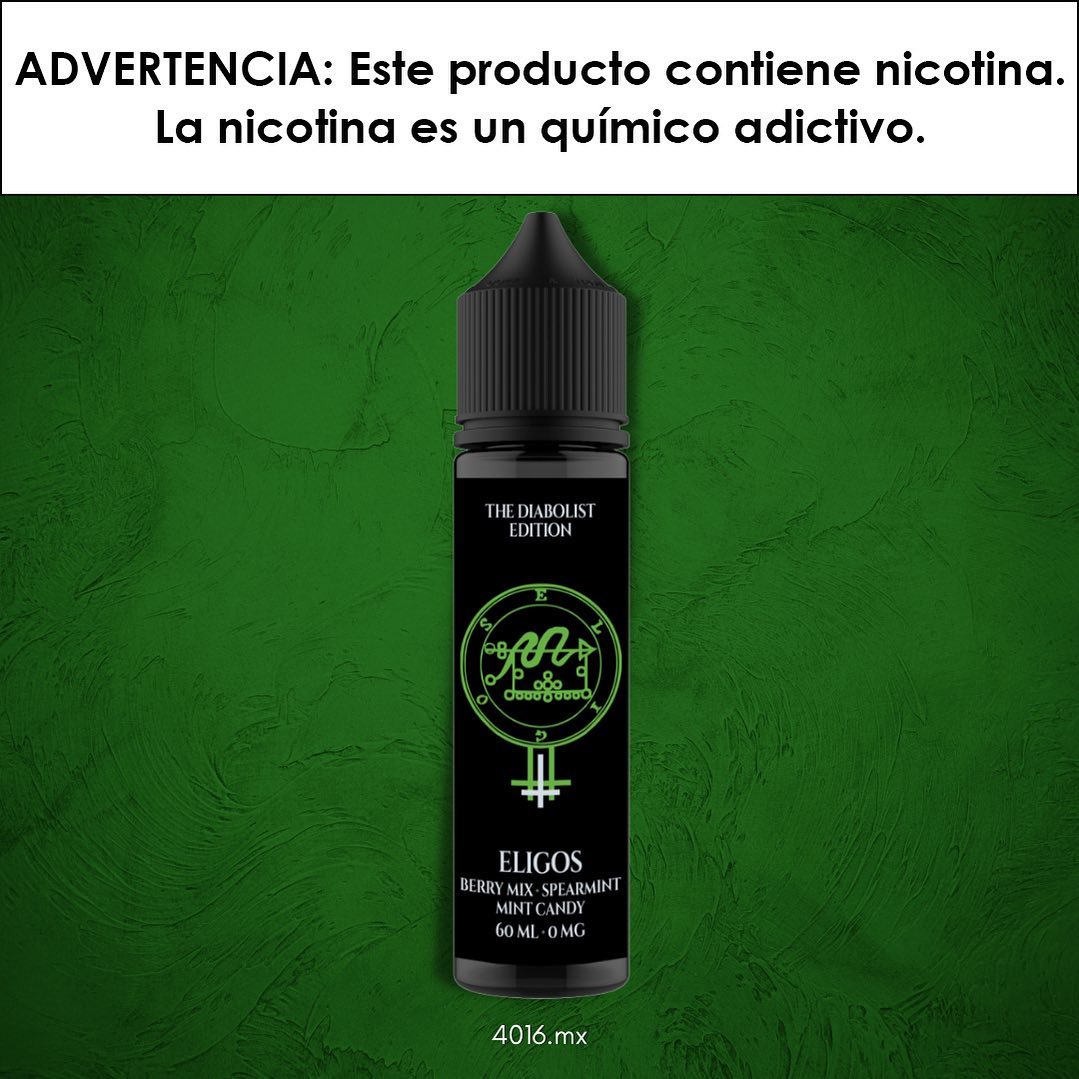 ADVERTENCIA: Este producto contiene nicotina.
La nicotina es un químico adictivo.
THE DIABOLIST
EDITION
ELIGOS
ELIGOS
BERRY MIX · SPEARMINT
MINT CANDY
60 ML · 0 MG
4016.mx